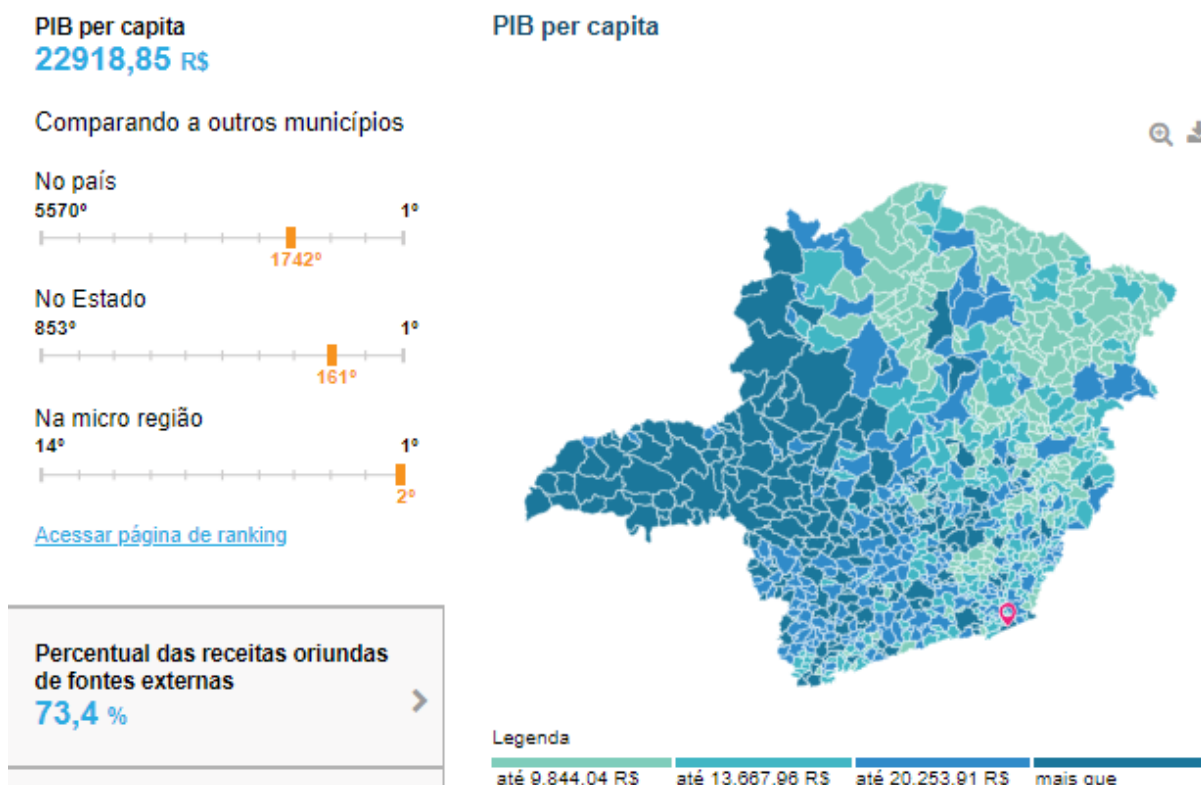 PIB per capita
22918,85 R$
Comparando a outros municípios
No país
5570º 1º
1742º
No Estado
853º 1º
161º
Na micro região
14º 1º
2º
Acessar página de ranking
Percentual das receitas oriundas
de fontes externas
73,4 %
PIB per capita
Legenda
até 9.844,04 R$ até 13.667,96 R$ até 20.253,91 R$ mais que